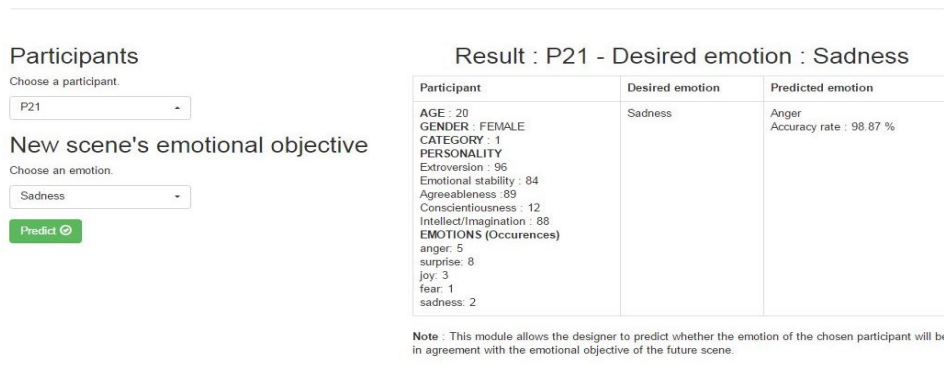 Participants
Choose a participant.
P21
New scene's emotional objective
Choose an emotion.
Sadness
Predict
Result : P21 - Desired emotion : Sadness
Participant Desired emotion Predicted emotion
AGE : 20 Sadness Anger
GENDER : FEMALE Accuracy rate : 98.87 %
CATEGORY : 1
PERSONALITY
Extroversion : 96
Emotional stability : 84
Agreeableness :89
Conscientiousness : 12
Intellect/Imagination : 88
EMOTIONS (Occurences)
anger: 5
surprise: 8
joy: 3
fear: 1
sadness: 2
Note : This module allows the designer to predict whether the emotion of the chosen participant will be
in agreement with the emotional objective of the future scene.